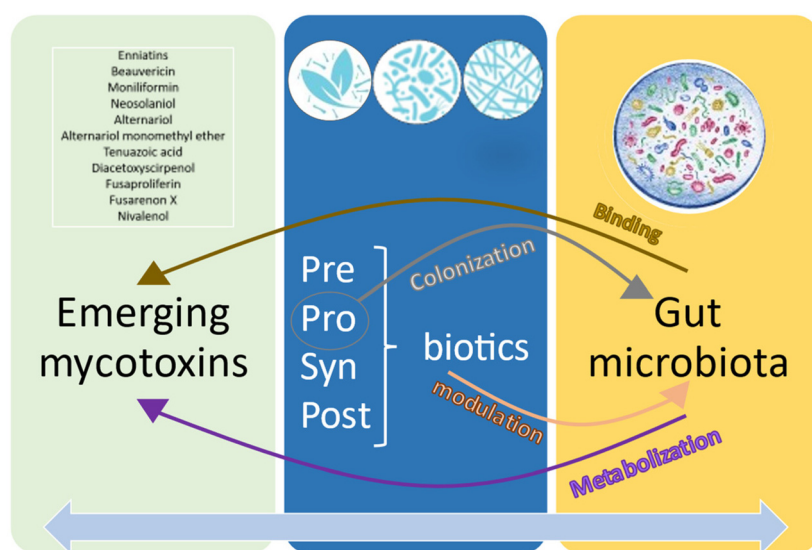 Enniatins
Beauvericin
Moniliformin
Neosolaniol
Alternariol
Alternariol monomethyl ether
Tenuazoic acid
Diacetoxyscirpenol
Fusaproliferin
Fusarenon X
Nivalenol
Emerging
mycotoxins
Pre
Pro
Syn
Post
biotics
Colonization
modulation
Binding
Gut
microbiota
Metabolization